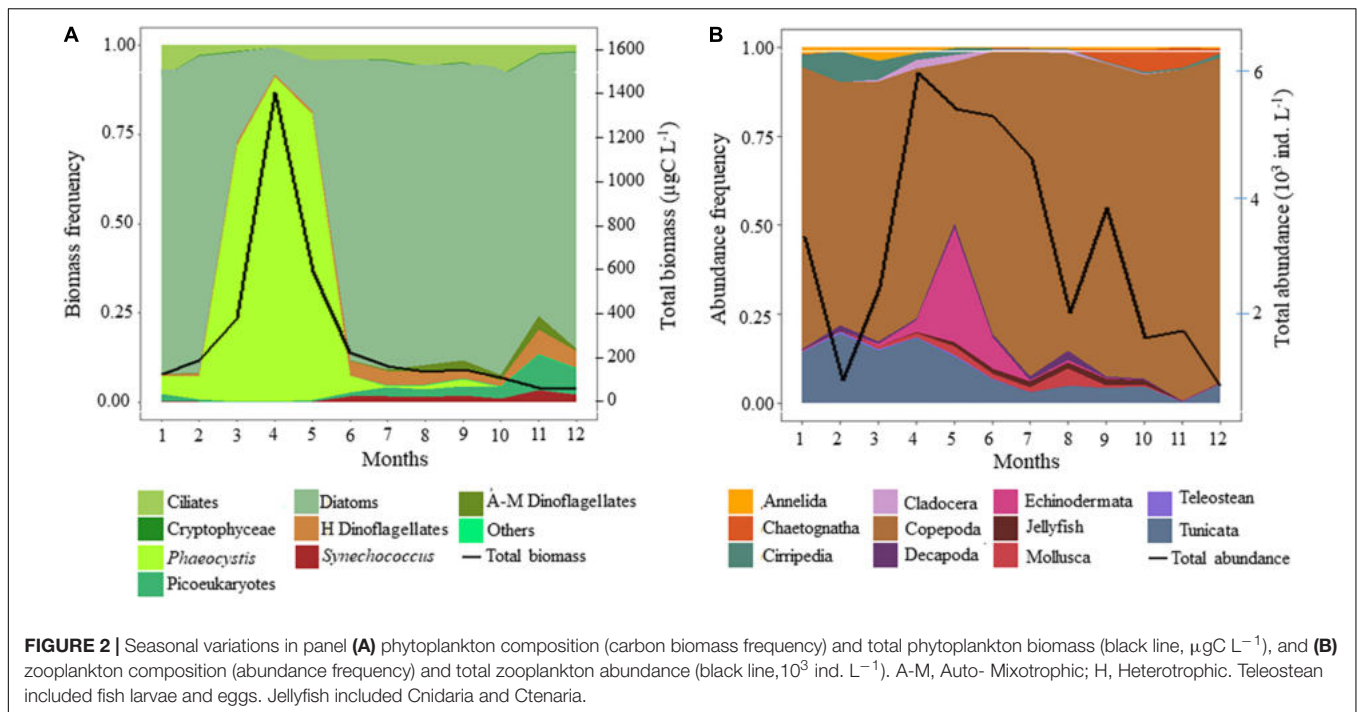 A
1.00
0.75
0.50
0.25
0.00
Biomass frequency
1600
1400
1200
1000
800
600
400
200
0
Total biomass (µgC L⁻¹)
1 2 3 4 5 6 7 8 9 10 11 12
Months
Ciliates
Cryptophyceae
Phaeocystis
Picoeukaryotes
Diatoms
H Dinoflagellates
Synechococcus
A-M Dinoflagellates
Others
Total biomass
B
1.00
0.75
0.50
0.25
0.00
Abundance frequency
6
4
2
Total abundance (10³ ind. L⁻¹)
1 2 3 4 5 6 7 8 9 10 11 12
Months
Annelida
Chaetognatha
Cirripedia
Cladocera
Copepoda
Decapoda
Echinodermata
Jellyfish
Mollusca
Teleostean
Tunicata
Total abundance
FIGURE 2 | Seasonal variations in panel (A) phytoplankton composition (carbon biomass frequency) and total phytoplankton biomass (black line, µgC L⁻¹), and (B)
zooplankton composition (abundance frequency) and total zooplankton abundance (black line,10³ ind. L⁻¹). A-M, Auto- Mixotrophic; H, Heterotrophic. Teleostean
included fish larvae and eggs. Jellyfish included Cnidaria and Ctenaria.